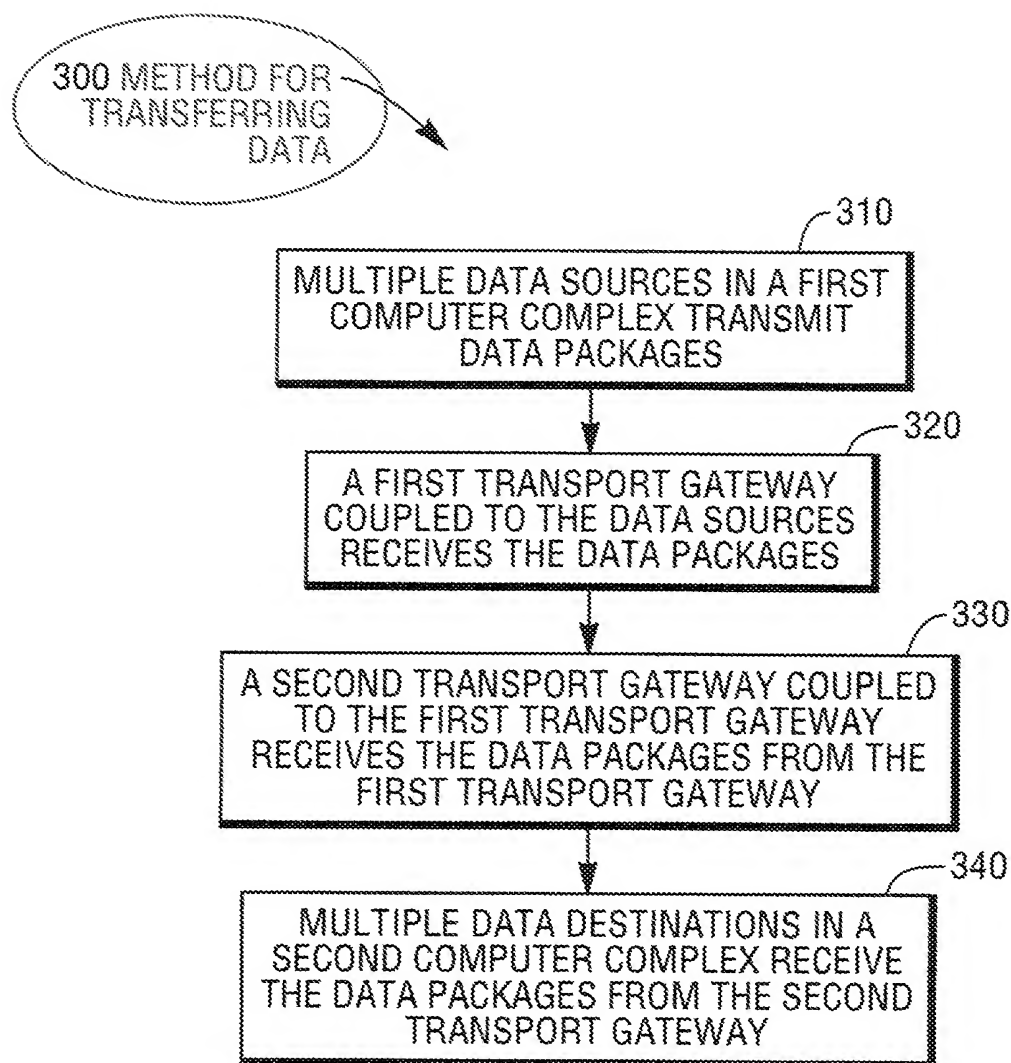 300 METHOD FOR
TRANSFERRING
DATA
310
MULTIPLE DATA SOURCES IN A FIRST
COMPUTER COMPLEX TRANSMIT
DATA PACKAGES
320
A FIRST TRANSPORT GATEWAY
COUPLED TO THE DATA SOURCES
RECEIVES THE DATA PACKAGES
330
A SECOND TRANSPORT GATEWAY COUPLED
TO THE FIRST TRANSPORT GATEWAY
RECEIVES THE DATA PACKAGES FROM THE
FIRST TRANSPORT GATEWAY
340
MULTIPLE DATA DESTINATIONS IN A
SECOND COMPUTER COMPLEX RECEIVE
THE DATA PACKAGES FROM THE SECOND
TRANSPORT GATEWAY